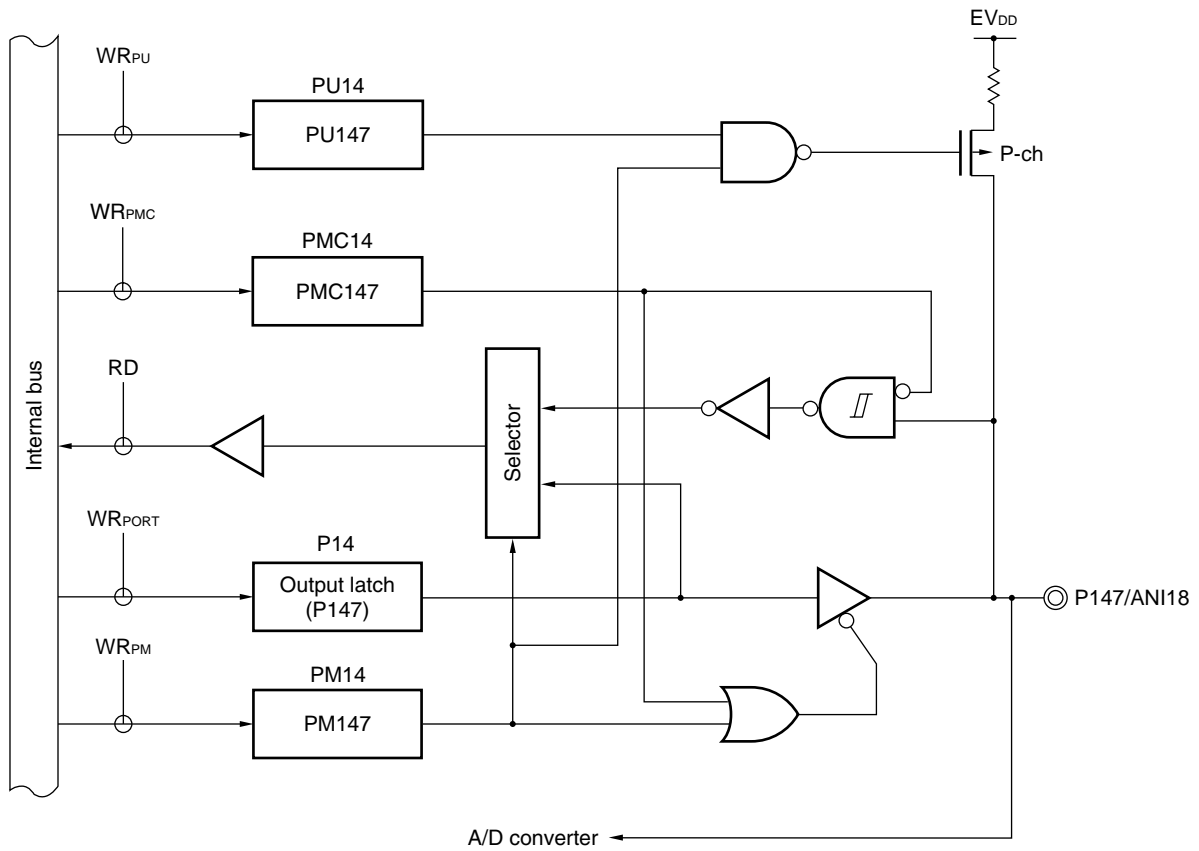 EVDD
WRPU
PU14
PU147
P-ch
WRPMC
PMC14
PMC147
Internal bus
RD
Selector
WRPORT
P14
Output latch
(P147)
P147/ANI18
WRPM
PM14
PM147
A/D converter